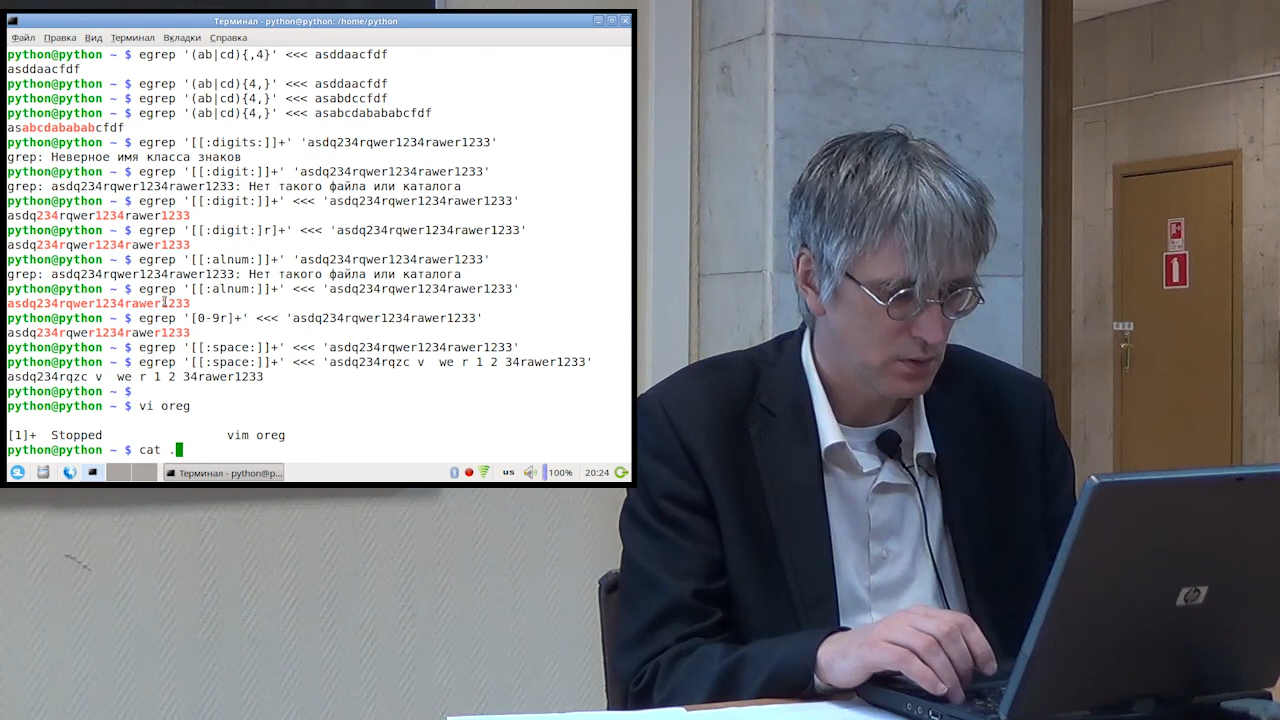 Терминал - python@python: /home/python
Файл Правка Вид Терминал Вкладки Справка
python@python ~ $ egrep '(ab|cd){,4}' <<< asddaacfdf
asddaacfdf
python@python ~ $ egrep '(ab|cd){4,}' <<< asddaacfdf
python@python ~ $ egrep '(ab|cd){4,}' <<< asabdccfdf
python@python ~ $ egrep '(ab|cd){4,}' <<< asabcdabababcfdf
asabcdabababcfdf
python@python ~ $ egrep '[[:digits:]]+' 'asdq234rqwer1234rawer1233'
grep: Неверное имя класса знаков
python@python ~ $ egrep '[[:digit:]]+' 'asdq234rqwer1234rawer1233'
grep: asdq234rqwer1234rawer1233: Нет такого файла или каталога
python@python ~ $ egrep '[[:digit:]]+' <<< 'asdq234rqwer1234rawer1233'
asdq234rqwer1234rawer1233
python@python ~ $ egrep '[[:digit:]r]+' <<< 'asdq234rqwer1234rawer1233'
asdq234rqwer1234rawer1233
python@python ~ $ egrep '[[:alnum:]]+' 'asdq234rqwer1234rawer1233'
grep: asdq234rqwer1234rawer1233: Нет такого файла или каталога
python@python ~ $ egrep '[[:alnum:]]+' <<< 'asdq234rqwer1234rawer1233'
asdq234rqwer1234rawer1233
python@python ~ $ egrep '[0-9r]+' <<< 'asdq234rqwer1234rawer1233'
asdq234rqwer1234rawer1233
python@python ~ $ egrep '[[:space:]]+' <<< 'asdq234rqwer1234rawer1233'
python@python ~ $ egrep '[[:space:]]+' <<< 'asdq234rqzc v  we r 1 2 34rawer1233'
asdq234rqzc v  we r 1 2 34rawer1233
python@python ~ $
python@python ~ $ vi oreg
[1]+  Stopped                 vim oreg
python@python ~ $ cat .
SL Терминал - python@p... us 100% 20:24
hp